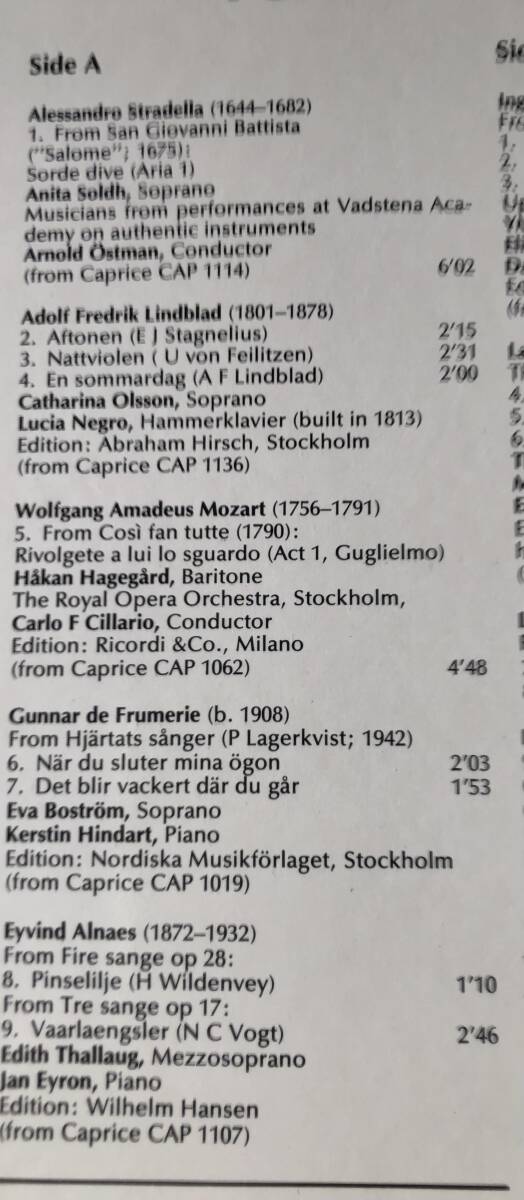 Side A
Alessandro Stradella (1644–1682)
1. From San Giovanni Battista
("Salome"; 1675):
Sorde dive (Aria 1)
Anita Soldh, Soprano
Musicians from performances at Vadstena Aca-
demy on authentic instruments
Arnold Östman, Conductor
(from Caprice CAP 1114) 6'02
Adolf Fredrik Lindblad (1801–1878)
2. Aftonen (E J Stagnelius) 2'15
3. Nattviolen ( U von Feilitzen) 2'31
4. En sommardag (A F Lindblad) 2'00
Catharina Olsson, Soprano
Lucia Negro, Hammerklavier (built in 1813)
Edition: Abraham Hirsch, Stockholm
(from Caprice CAP 1136)
Wolfgang Amadeus Mozart (1756–1791)
5. From Così fan tutte (1790):
Rivolgete a lui lo sguardo (Act 1, Guglielmo)
Håkan Hagegård, Baritone
The Royal Opera Orchestra, Stockholm,
Carlo F Cillario, Conductor
Edition: Ricordi &Co., Milano
(from Caprice CAP 1062) 4'48
Gunnar de Frumerie (b. 1908)
From Hjärtats sånger (P Lagerkvist; 1942)
6. När du sluter mina ögon 2'03
7. Det blir vackert där du går 1'53
Eva Boström, Soprano
Kerstin Hindart, Piano
Edition: Nordiska Musikförlaget, Stockholm
(from Caprice CAP 1019)
Eyvind Alnaes (1872–1932)
From Fire sange op 28:
8. Pinselilje (H Wildenvey) 1'10
From Tre sange op 17:
9. Vaarlaengsler (N C Vogt) 2'46
Edith Thallaug, Mezzosoprano
Jan Eyron, Piano
Edition: Wilhelm Hansen
(from Caprice CAP 1107)